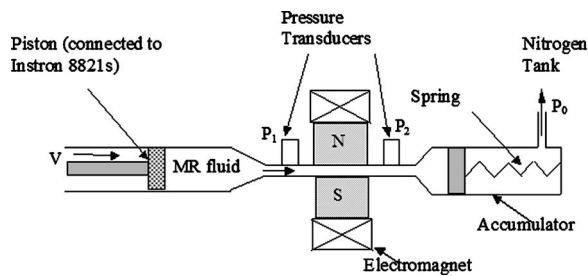 Pressure
Transducers
Piston (connected to
Instron 8821s)
Nitrogen
Tank
Spring
P₀
P₁
P₂
N
V
MR fluid
S
Accumulator
Electromagnet